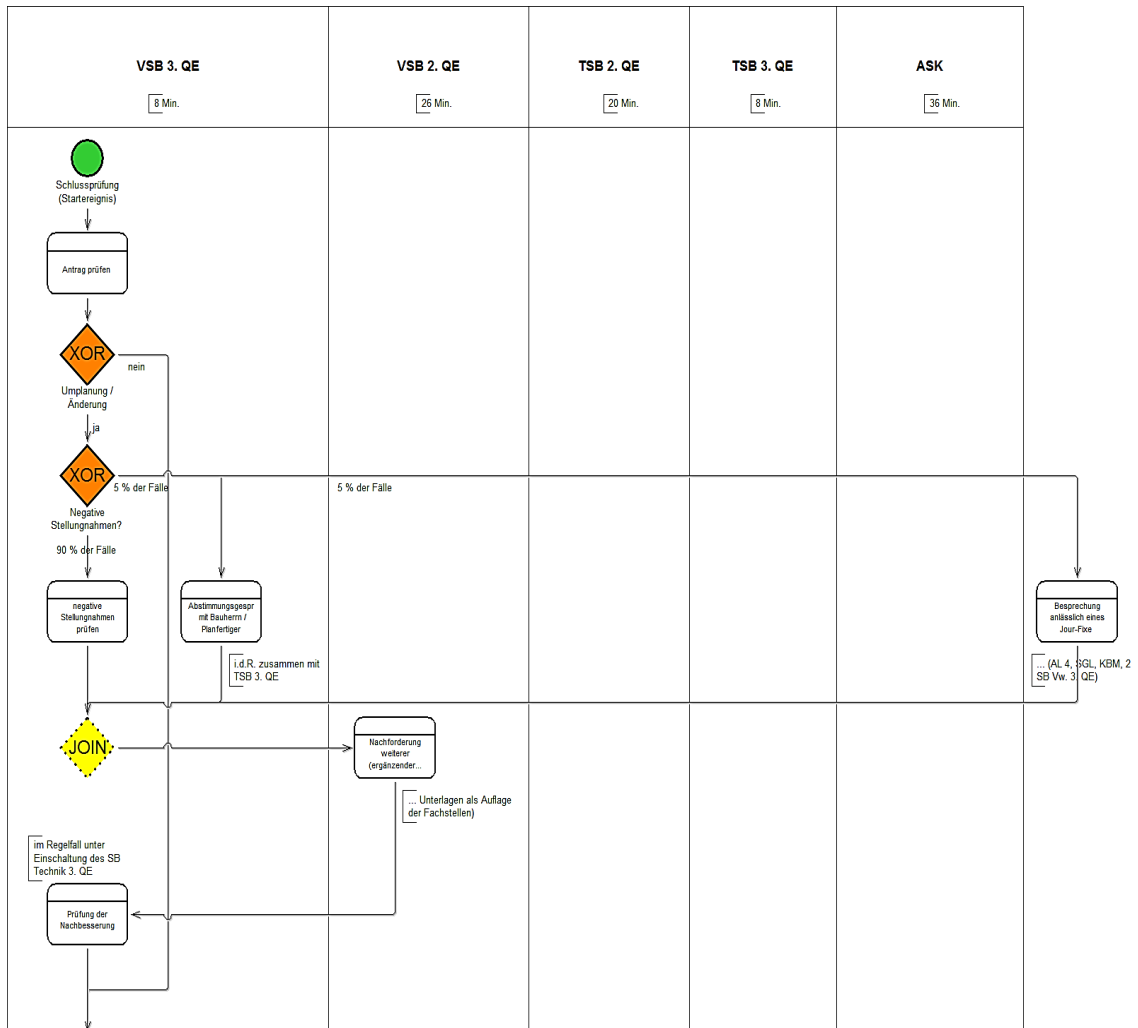 VSB 3. QE
VSB 2. QE
TSB 2. QE
TSB 3. QE
ASK
8 Min.
26 Min.
20 Min.
8 Min.
36 Min.
Schlussprüfung
(Startereignis)
Antrag prüfen
XOR
nein
Umplanung /
Änderung
ja
XOR
5 % der Fälle
5 % der Fälle
Negative
Stellungnahmen?
90 % der Fälle
negative
Stellungnahmen
prüfen
Abstimmungsgespr
mit Bauherrn /
Planfertiger
Besprechung
anlässlich eines
Jour-Fixe
i.d.R. zusammen mit
TSB 3. QE
... (AL 4, SGL, KBM, 2
SB Vw. 3. QE)
JOIN
Nachforderung
weiterer
(ergänzender...
... Unterlagen als Auflage
der Fachstellen)
im Regelfall unter
Einschaltung des SB
Technik 3. QE
Prüfung der
Nachbesserung